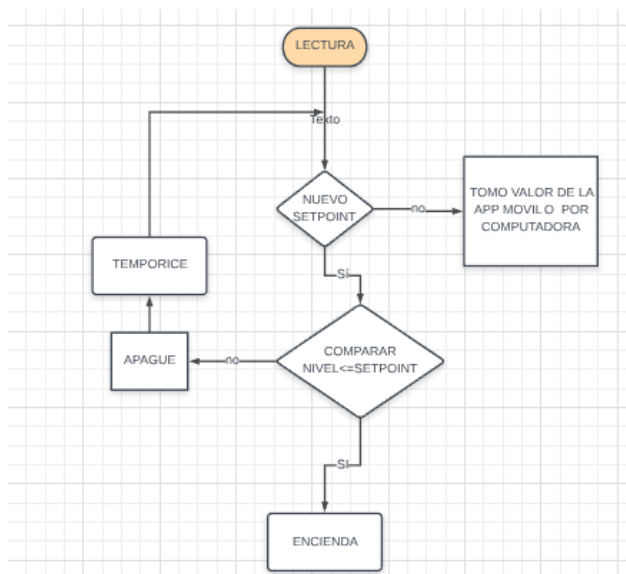 LECTURA
Texto
NUEVO
SETPOINT
no
TOMO VALOR DE LA
APP MOVIL O POR
COMPUTADORA
TEMPORICE
Sí
COMPARAR
NIVEL<=SETPOINT
no
APAGUE
SI
ENCIENDA